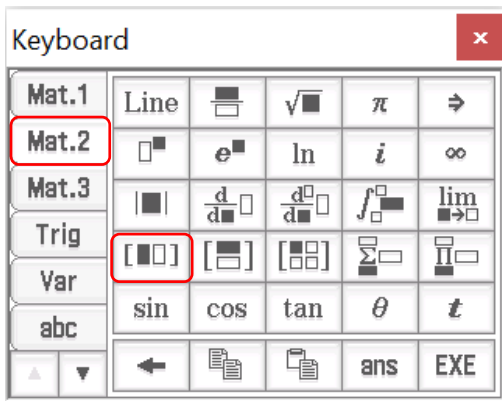 Keyboard x
Mat.1 Line √■ π ⇒
Mat.2 □^■ e^■ ln i ∞
Mat.3 |■| d/d■ □ d^□/d■ □ ∫ lim ■→□
Trig [■□] Σ Π
Var
sin cos tan θ t
abc
ans EXE